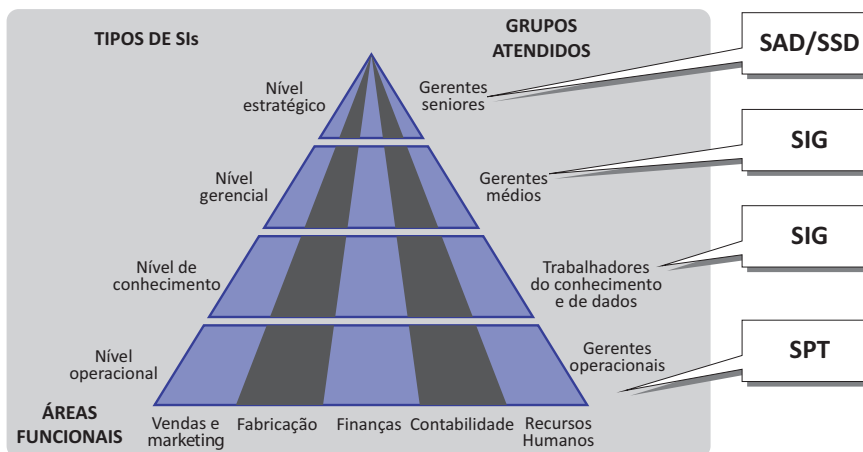 TIPOS DE SIs
GRUPOS
ATENDIDOS
SAD/SSD
Nível
estratégico
Gerentes
seniores
SIG
Nível
gerencial
Gerentes
médios
SIG
Nível de
conhecimento
Trabalhadores
do conhecimento
e de dados
SPT
Nível
operacional
Gerentes
operacionais
ÁREAS
FUNCIONAIS
Vendas e
marketing
Fabricação
Finanças
Contabilidade
Recursos
Humanos